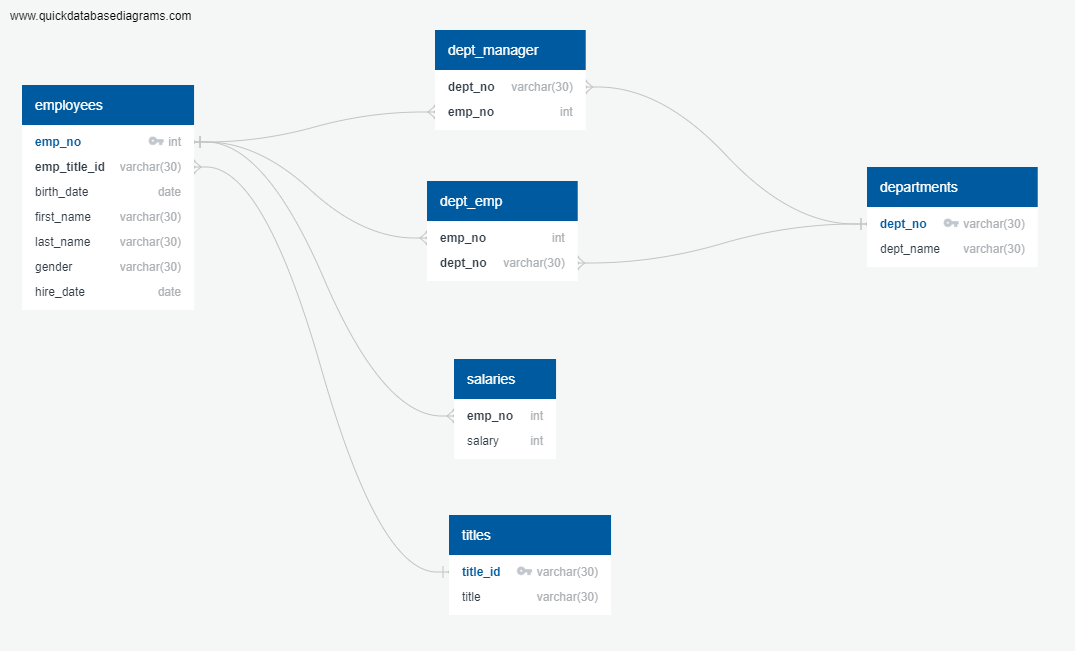 www.quickdatabasediagrams.com
employees
emp_no int
emp_title_id varchar(30)
birth_date date
first_name varchar(30)
last_name varchar(30)
gender varchar(30)
hire_date date
dept_manager
dept_no varchar(30)
emp_no int
dept_emp
emp_no int
dept_no varchar(30)
departments
dept_no varchar(30)
dept_name varchar(30)
salaries
emp_no int
salary int
titles
title_id varchar(30)
title varchar(30)